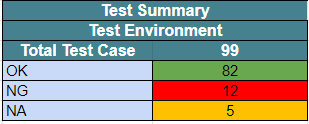 Test Summary
Test Environment
Total Test Case 99
OK 82
NG 12
NA 5